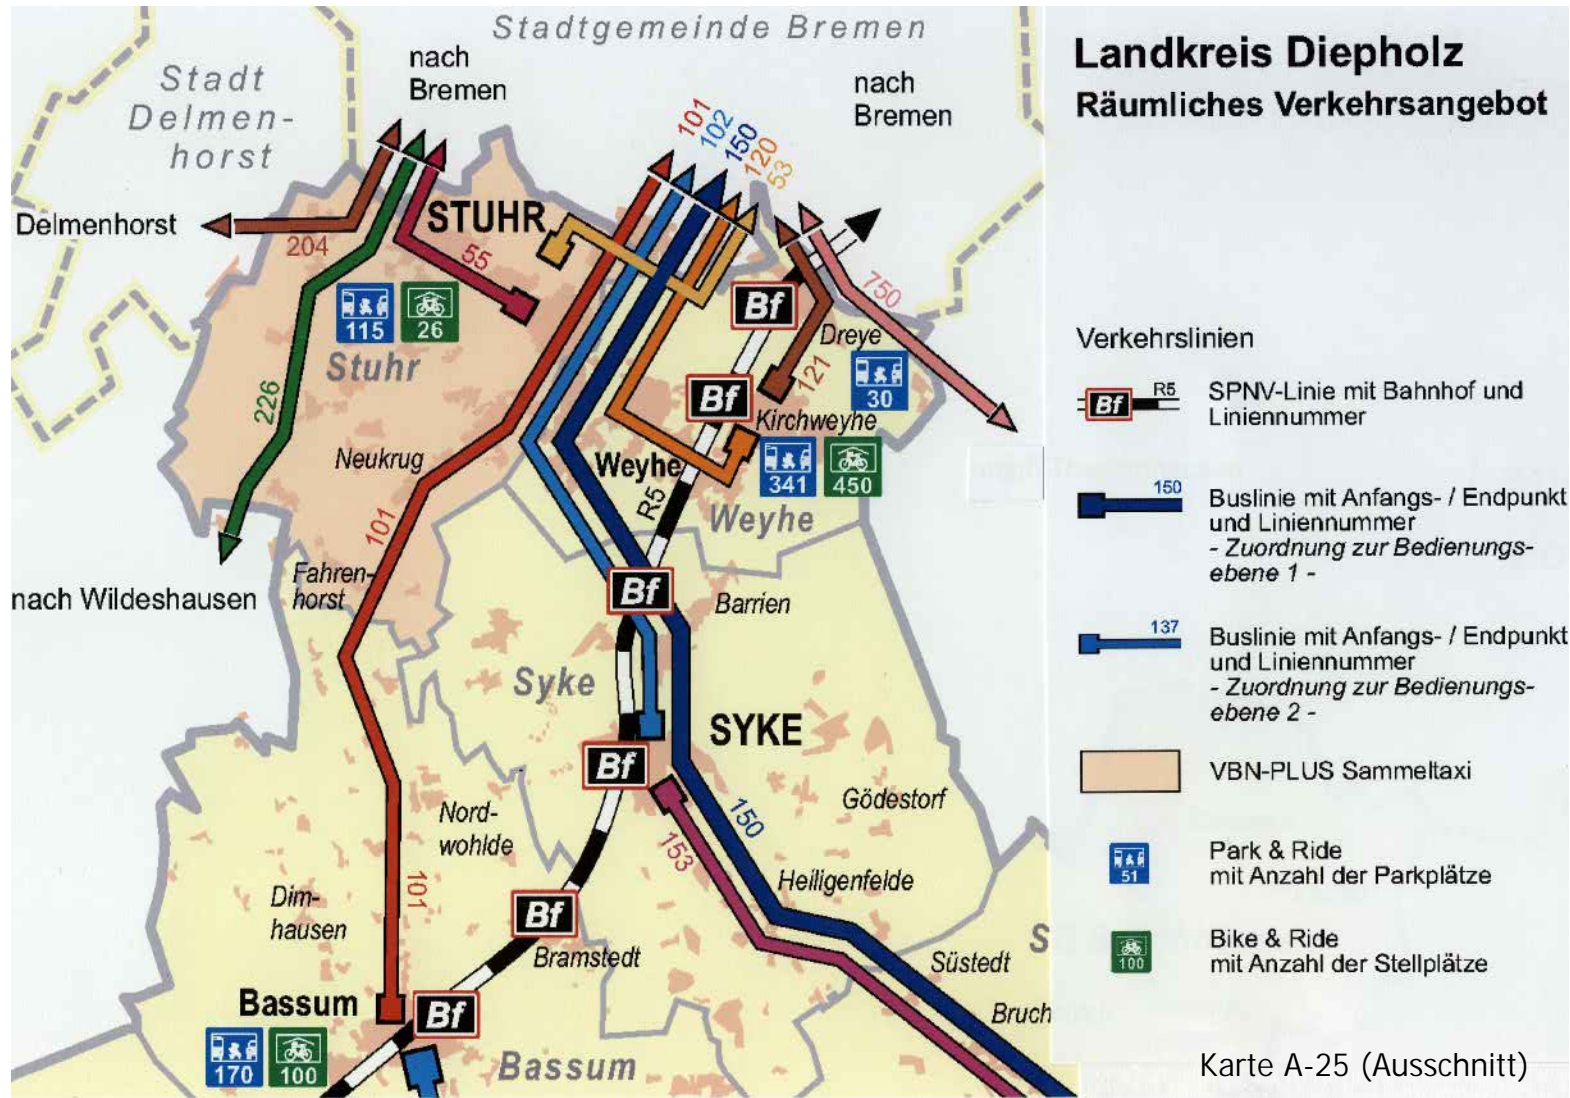 Stadtgemeinde Bremen
Stadt
Delmen-
horst
nach
Bremen
nach
Bremen
101
102
150
120
53
Delmenhorst
204
STUHR
55
115
26
Stuhr
226
Bf
750
Dreye
121
30
Bf
Kirchweyhe
Neukrug
Weyhe
341
450
R5
Weyhe
101
Fahren-
horst
nach Wildeshausen
Bf
Barrien
Syke
SYKE
Bf
Gödestorf
150
Nord-
wohlde
153
Heiligenfelde
101
Dim-
hausen
Bf
Bramstedt
Süstedt
Bassum
Bf
Bruch
170
100
Bassum
Landkreis Diepholz
Räumliches Verkehrsangebot
Verkehrslinien
Bf
R5
SPNV-Linie mit Bahnhof und
Liniennummer
150
Buslinie mit Anfangs- / Endpunkt
und Liniennummer
- Zuordnung zur Bedienungs-
ebene 1 -
137
Buslinie mit Anfangs- / Endpunkt
und Liniennummer
- Zuordnung zur Bedienungs-
ebene 2 -
VBN-PLUS Sammeltaxi
51
Park & Ride
mit Anzahl der Parkplätze
100
Bike & Ride
mit Anzahl der Stellplätze
Karte A-25 (Ausschnitt)